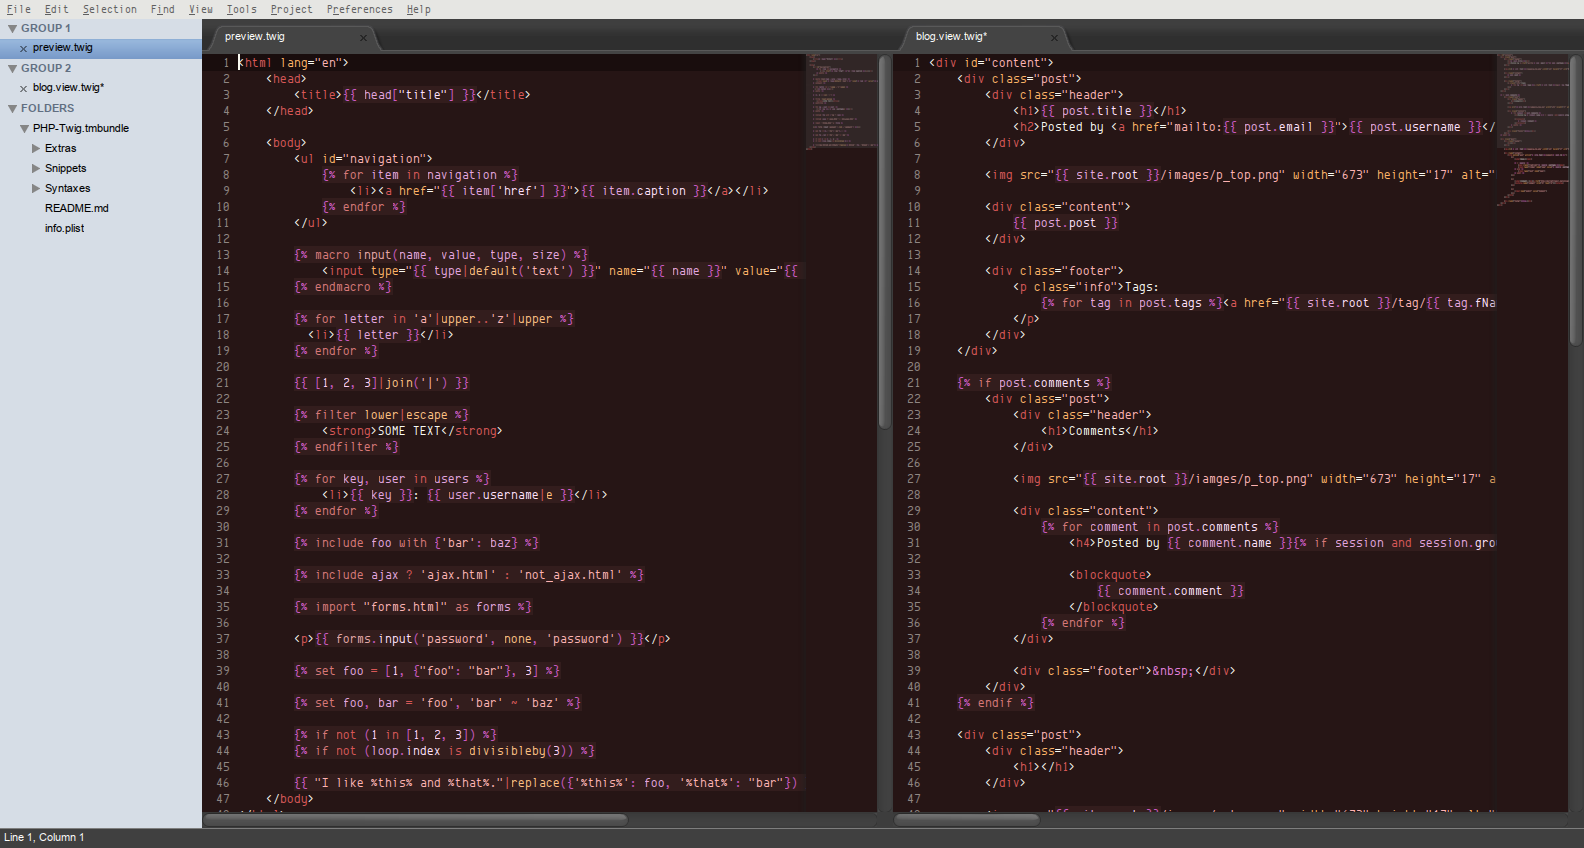 File Edit Selection Find View Tools Project Preferences Help
GROUP 1
preview.twig
GROUP 2
blog.view.twig*
FOLDERS
PHP-Twig.tmbundle
Extras
Snippets
Syntaxes
README.md
info.plist
preview.twig
1 <html lang="en">
2 <head>
3 <title>{{ head["title"] }}</title>
4 </head>
5
6 <body>
7 <ul id="navigation">
8 {% for item in navigation %}
9 <li><a href="{{ item['href'] }}">{{ item.caption }}</a></li>
10 {% endfor %}
11 </ul>
12
13 {% macro input(name, value, type, size) %}
14 <input type="{{ type|default('text') }}" name="{{ name }}" value="{{
15 {% endmacro %}
16
17 {% for letter in 'a'|upper..'z'|upper %}
18 <li>{{ letter }}</li>
19 {% endfor %}
20
21 {{ [1, 2, 3]|join('|') }}
22
23 {% filter lower|escape %}
24 <strong>SOME TEXT</strong>
25 {% endfilter %}
26
27 {% for key, user in users %}
28 <li>{{ key }}: {{ user.username|e }}</li>
29 {% endfor %}
30
31 {% include foo with {'bar': baz} %}
32
33 {% include ajax ? 'ajax.html' : 'not_ajax.html' %}
34
35 {% import "forms.html" as forms %}
36
37 <p>{{ forms.input('password', none, 'password') }}</p>
38
39 {% set foo = [1, {"foo": "bar"}, 3] %}
40
41 {% set foo, bar = 'foo', 'bar' ~ 'baz' %}
42
43 {% if not (1 in [1, 2, 3]) %}
44 {% if not (loop.index is divisibleby(3)) %}
45
46 {{ "I like %this% and %that%."|replace({'%this%': foo, '%that%': "bar"})
47 </body>
blog.view.twig*
1 <div id="content">
2 <div class="post">
3 <div class="header">
4 <h1>{{ post.title }}</h1>
5 <h2>Posted by <a href="mailto:{{ post.email }}">{{ post.username }}</
6 </div>
7
8 <img src="{{ site.root }}/images/p_top.png" width="673" height="17" alt="
9
10 <div class="content">
11 {{ post.post }}
12 </div>
13
14 <div class="footer">
15 <p class="info">Tags:
16 {% for tag in post.tags %}<a href="{{ site.root }}/tag/{{ tag.fNa
17 </p>
18 </div>
19 </div>
20
21 {% if post.comments %}
22 <div class="post">
23 <div class="header">
24 <h1>Comments</h1>
25 </div>
26
27 <img src="{{ site.root }}/iamges/p_top.png" width="673" height="17" a
28
29 <div class="content">
30 {% for comment in post.comments %}
31 <h4>Posted by {{ comment.name }}{% if session and session.gro
32
33 <blockquote>
34 {{ comment.comment }}
35 </blockquote>
36 {% endfor %}
37 </div>
38
39 <div class="footer">&nbsp;</div>
40 </div>
41 {% endif %}
42
43 <div class="post">
44 <div class="header">
45 <h1></h1>
46 </div>
47
Line 1, Column 1